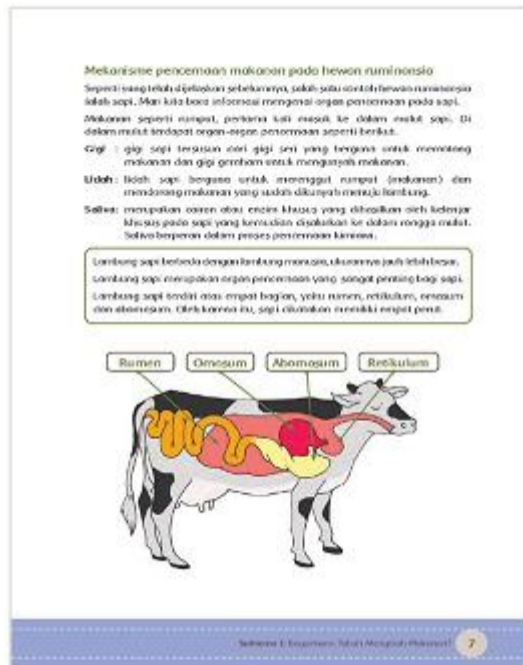 Mekanisme pencernaan makanan pada hewan ruminansia
Seperti yang telah dijelaskan sebelumnya, salah satu contoh hewan ruminansia
ialah sapi. Mari kita baca informasi mengenai organ pencernaan pada sapi.
Makanan seperti rumput, pertama kali masuk ke dalam mulut sapi. Di
dalam mulut terdapat organ-organ pencernaan seperti berikut.
Gigi : gigi sapi tersusun dari gigi seri yang berguna untuk memotong
makanan dan gigi geraham untuk mengunyah makanan.
Lidah : lidah sapi berguna untuk merenggut rumput (makanan) dan
mendorong makanan yang sudah dikunyah menuju lambung.
Saliva : merupakan cairan atau enzim khusus yang dihasilkan oleh kelenjar
khusus pada sapi yang kemudian disalurkan ke dalam rongga mulut.
Saliva berperan dalam proses pencernaan kimiawi.
Lambung sapi berbeda dengan lambung manusia, ukurannya jauh lebih besar.
Lambung sapi merupakan organ pencernaan yang sangat penting bagi sapi.
Lambung sapi terdiri atas empat bagian, yaitu rumen, retikulum, omasum
dan abomasum. Oleh karena itu, sapi dikatakan memiliki empat perut.
Rumen Omasum Abomasum Retikulum
Subtema 1: Bagaimana Tubuh Mengolah Makanan? 7